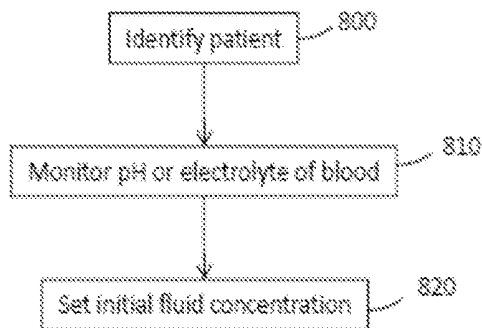 Identify patient 800
Monitor pH or electrolyte of blood 810
Set initial fluid concentration 820